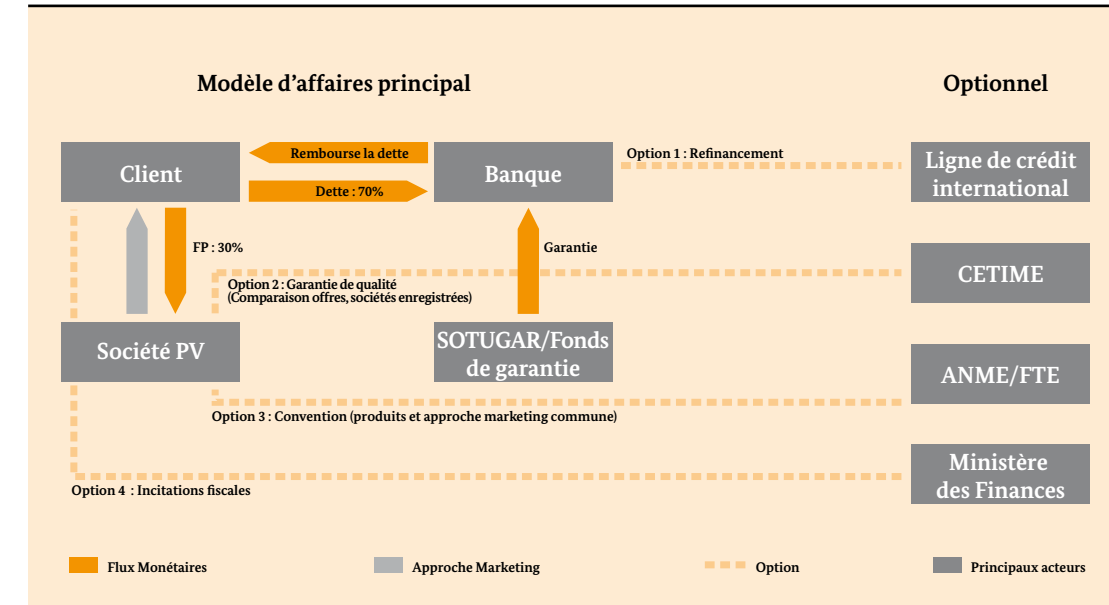 Modèle d'affaires principal
Optionnel
Client
Rembourse la dette
Dette : 70%
Banque
Option 1 : Refinancement
Ligne de crédit
international
FP : 30%
Garantie
Option 2 : Garantie de qualité
(Comparaison offres, sociétés enregistrées)
CETIME
Société PV
SOTUGAR/Fonds
de garantie
ANME/FTE
Option 3 : Convention (produits et approche marketing commune)
Ministère
des Finances
Option 4 : Incitations fiscales
Flux Monétaires
Approche Marketing
Option
Principaux acteurs